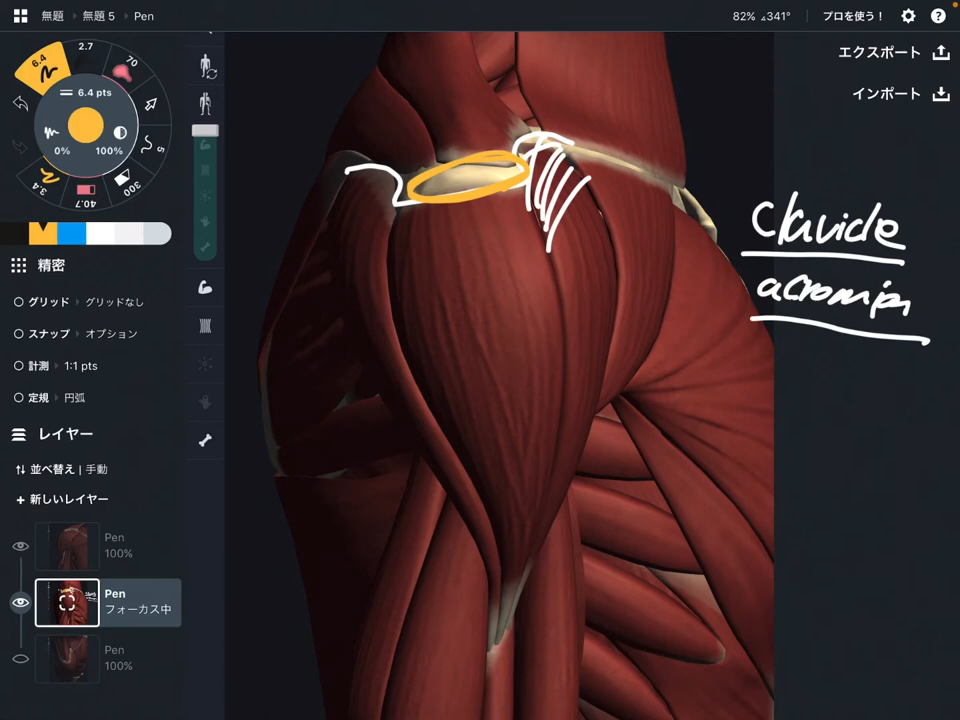 無題 無題 5 Pen
82% ⦟341° プロを使う！
エクスポート
インポート
2.7
6.4
70
6.4 pts
5
0% 100%
300
3.4
40.7
精密
グリッド グリッドなし
スナップ オプション
計測 1:1 pts
定規 円弧
レイヤー
並べ替え | 手動
新しいレイヤー
Pen
100%
Pen
フォーカス中
Pen
100%
Clavicle